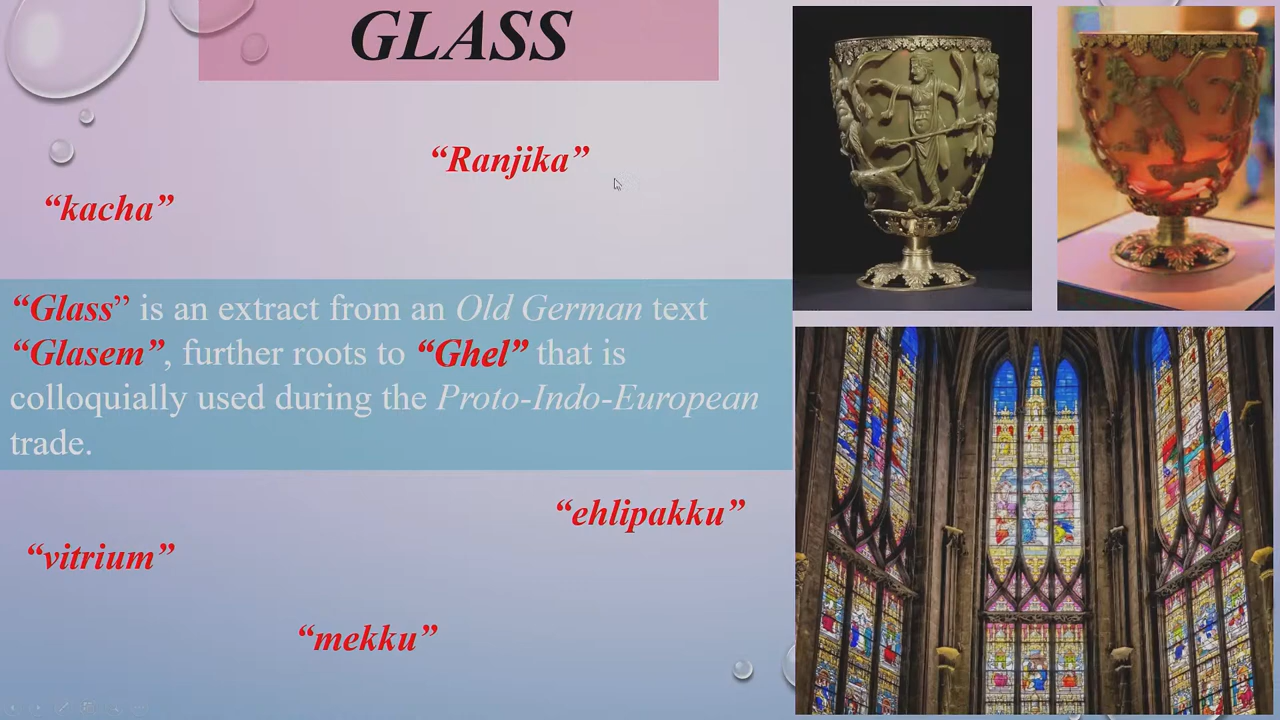 GLASS
“Ranjika”
“kacha”
“Glass” is an extract from an Old German text
“Glasem”, further roots to “Ghel” that is
colloquially used during the Proto-Indo-European
trade.
“ehlipakku”
“vitrium”
“mekku”